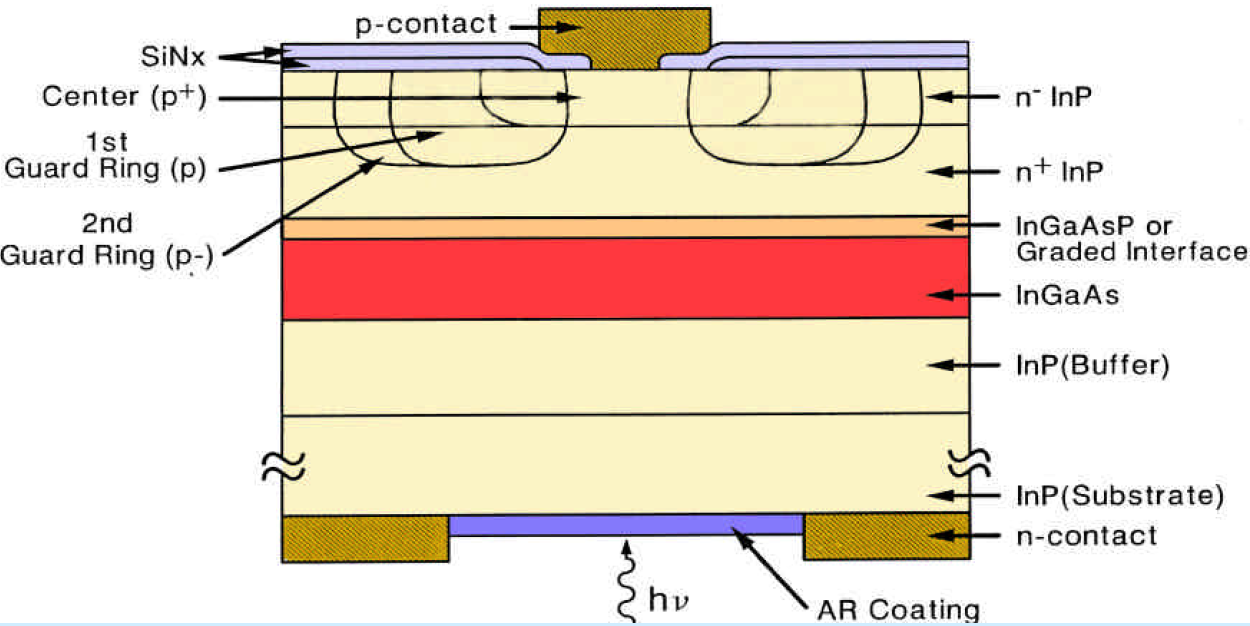 p-contact
SiNx
Center (p+)
1st
Guard Ring (p)
2nd
Guard Ring (p-)
n- InP
n+ InP
InGaAsP or
Graded Interface
InGaAs
InP(Buffer)
InP(Substrate)
n-contact
AR Coating
hν